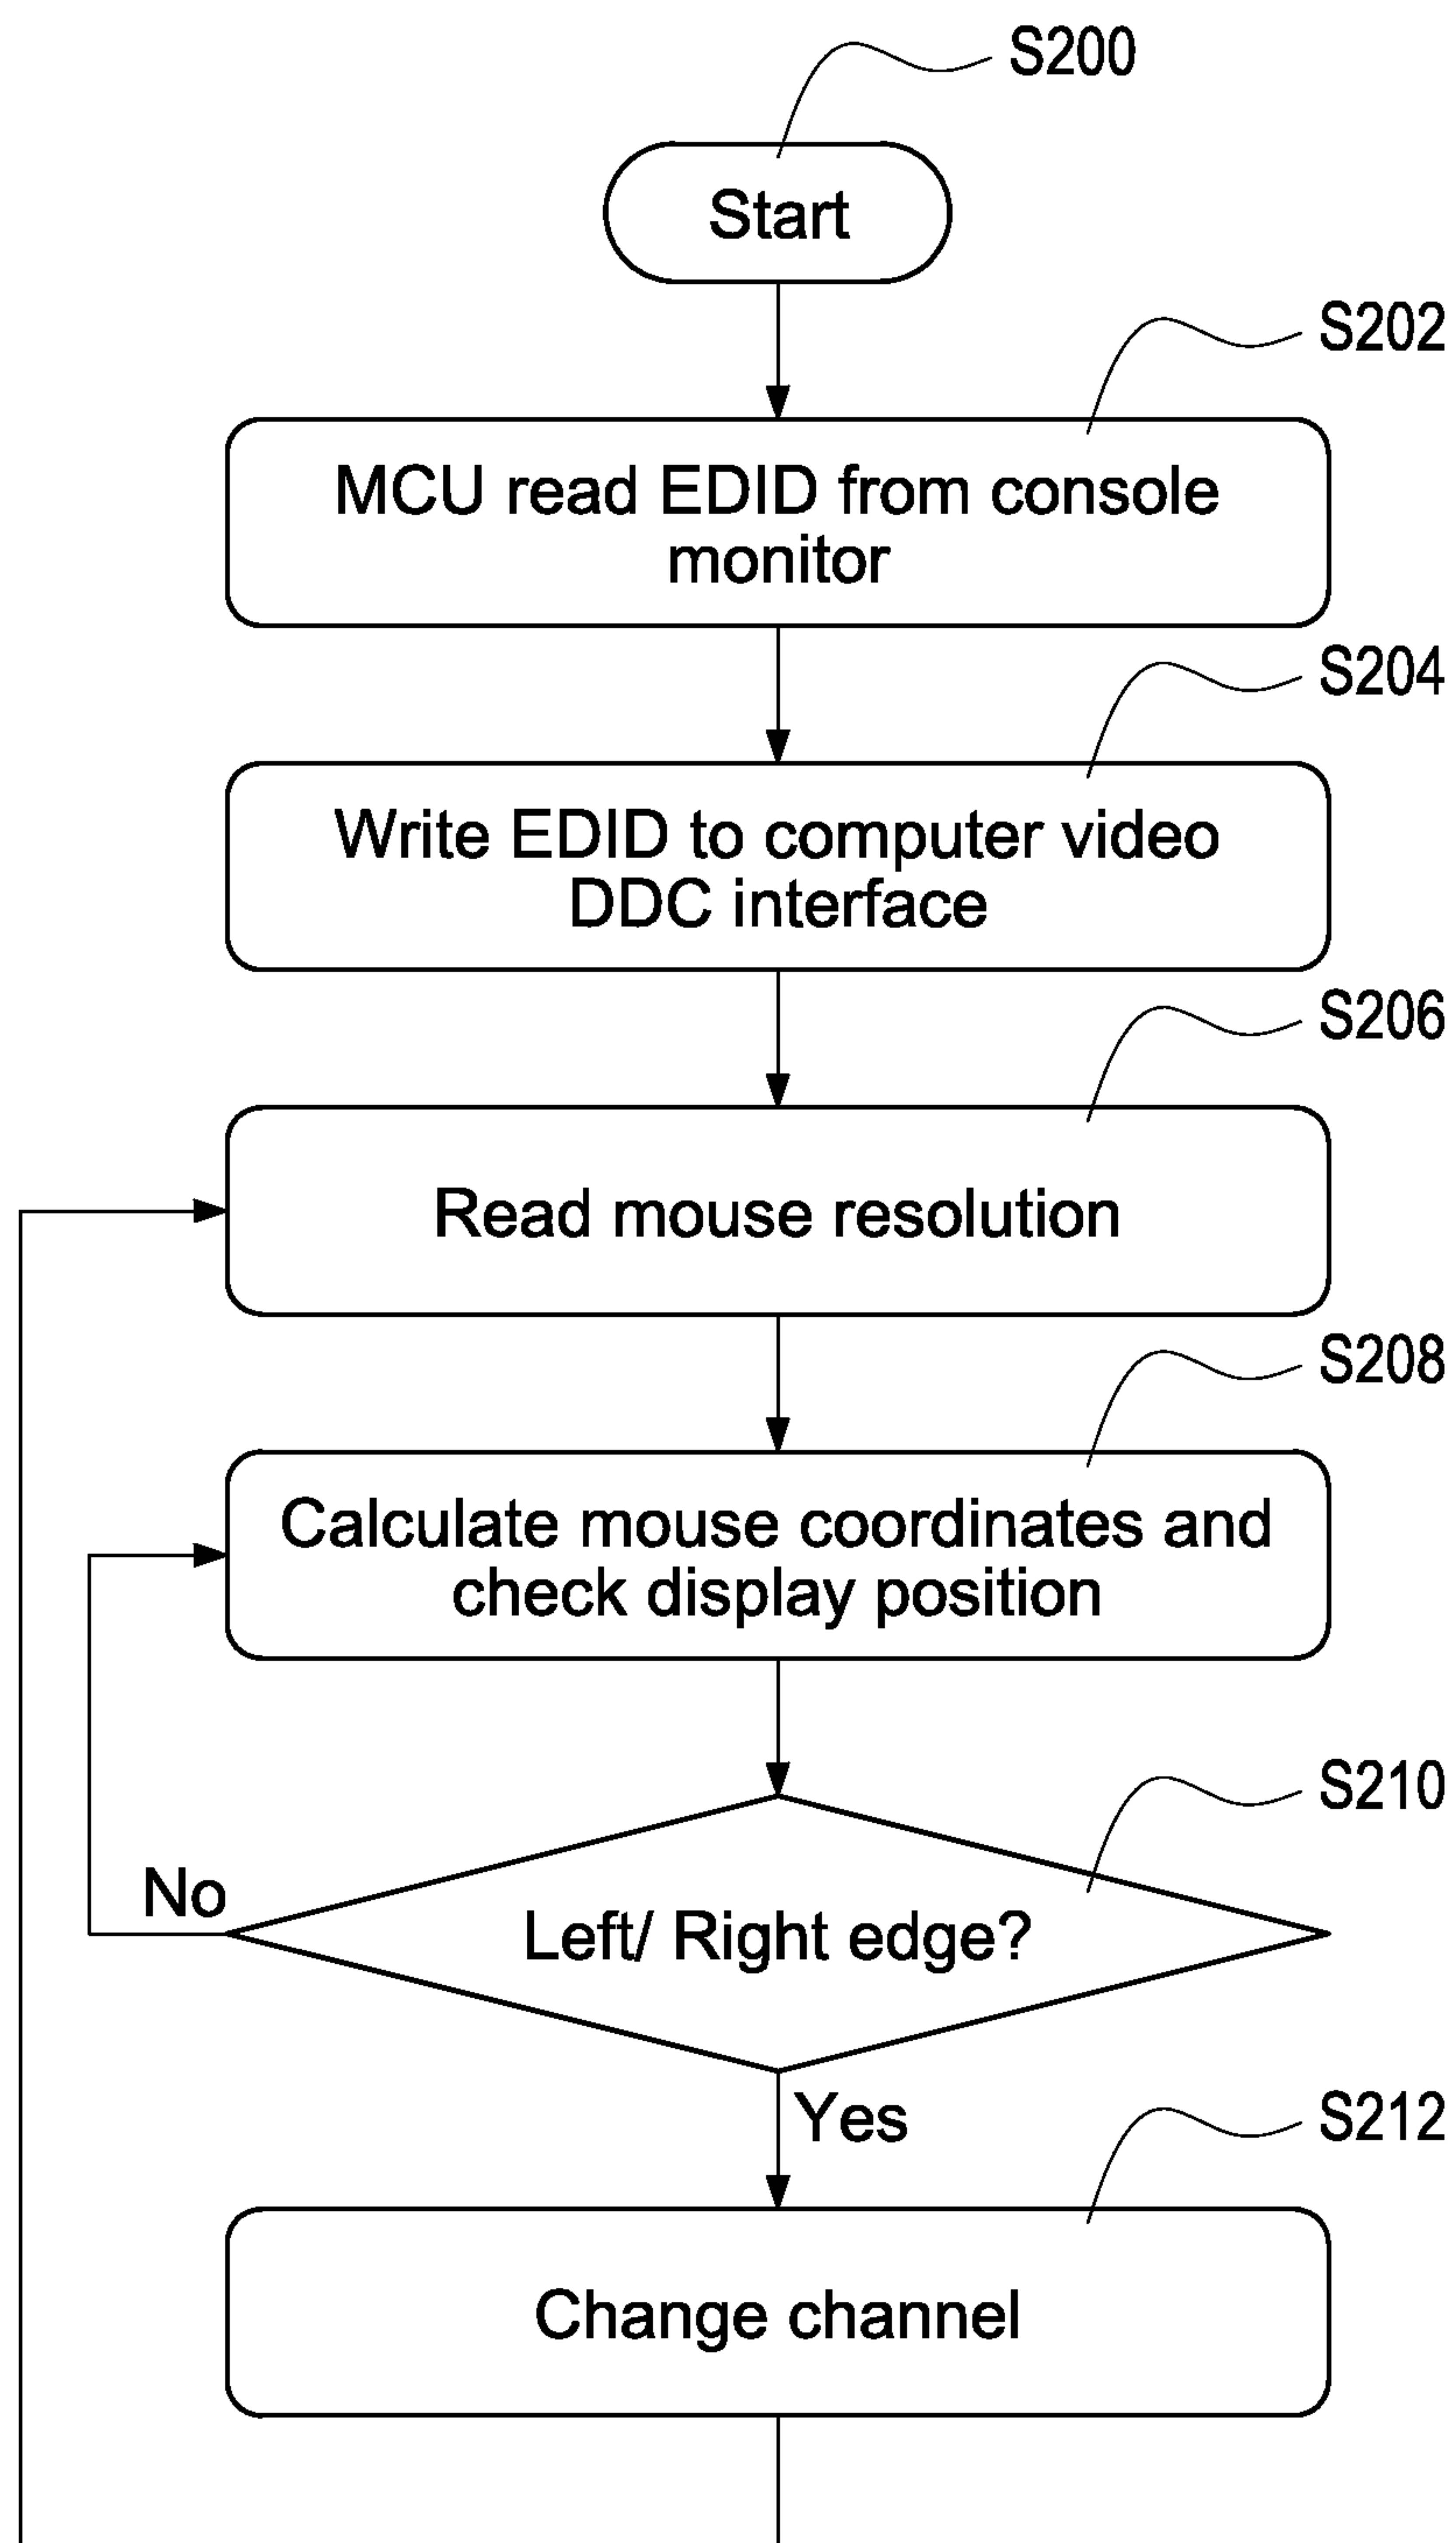 S200
Start
S202
MCU read EDID from console
monitor
S204
Write EDID to computer video
DDC interface
S206
Read mouse resolution
S208
Calculate mouse coordinates and
check display position
S210
No
Left/ Right edge?
Yes
S212
Change channel